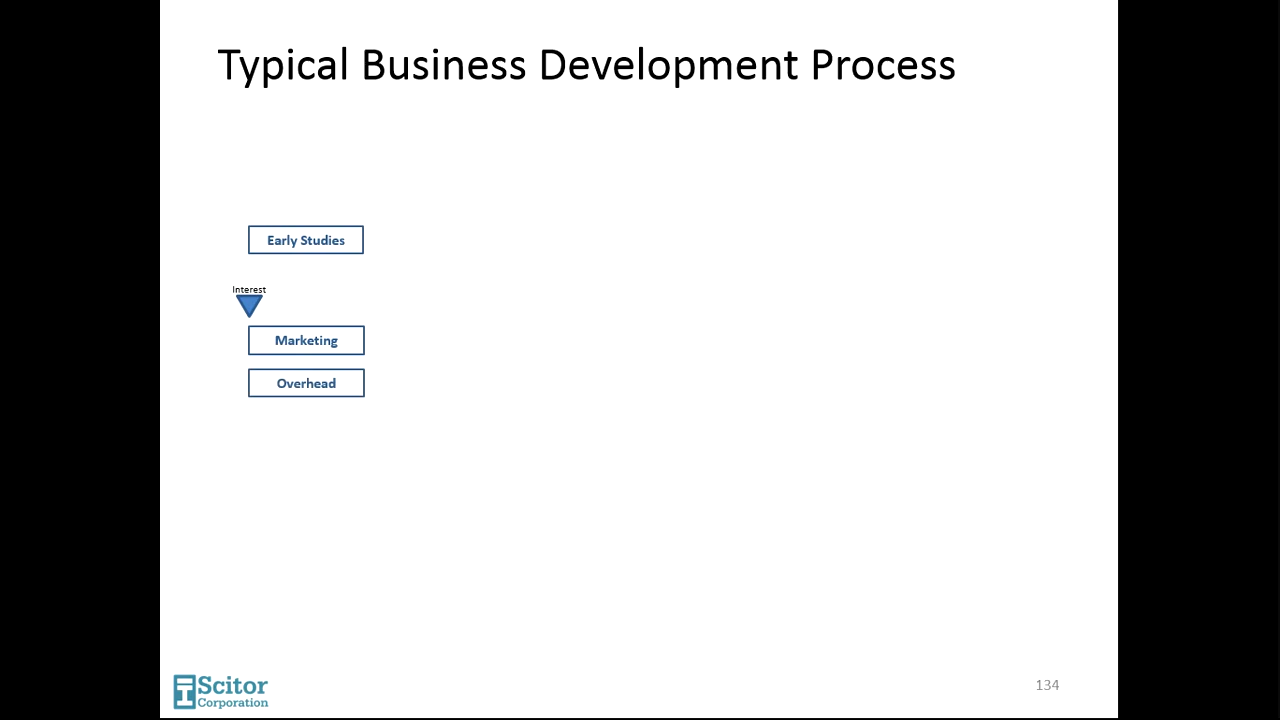 Typical Business Development Process
Early Studies
Interest
Marketing
Overhead
Scitor
Corporation
134